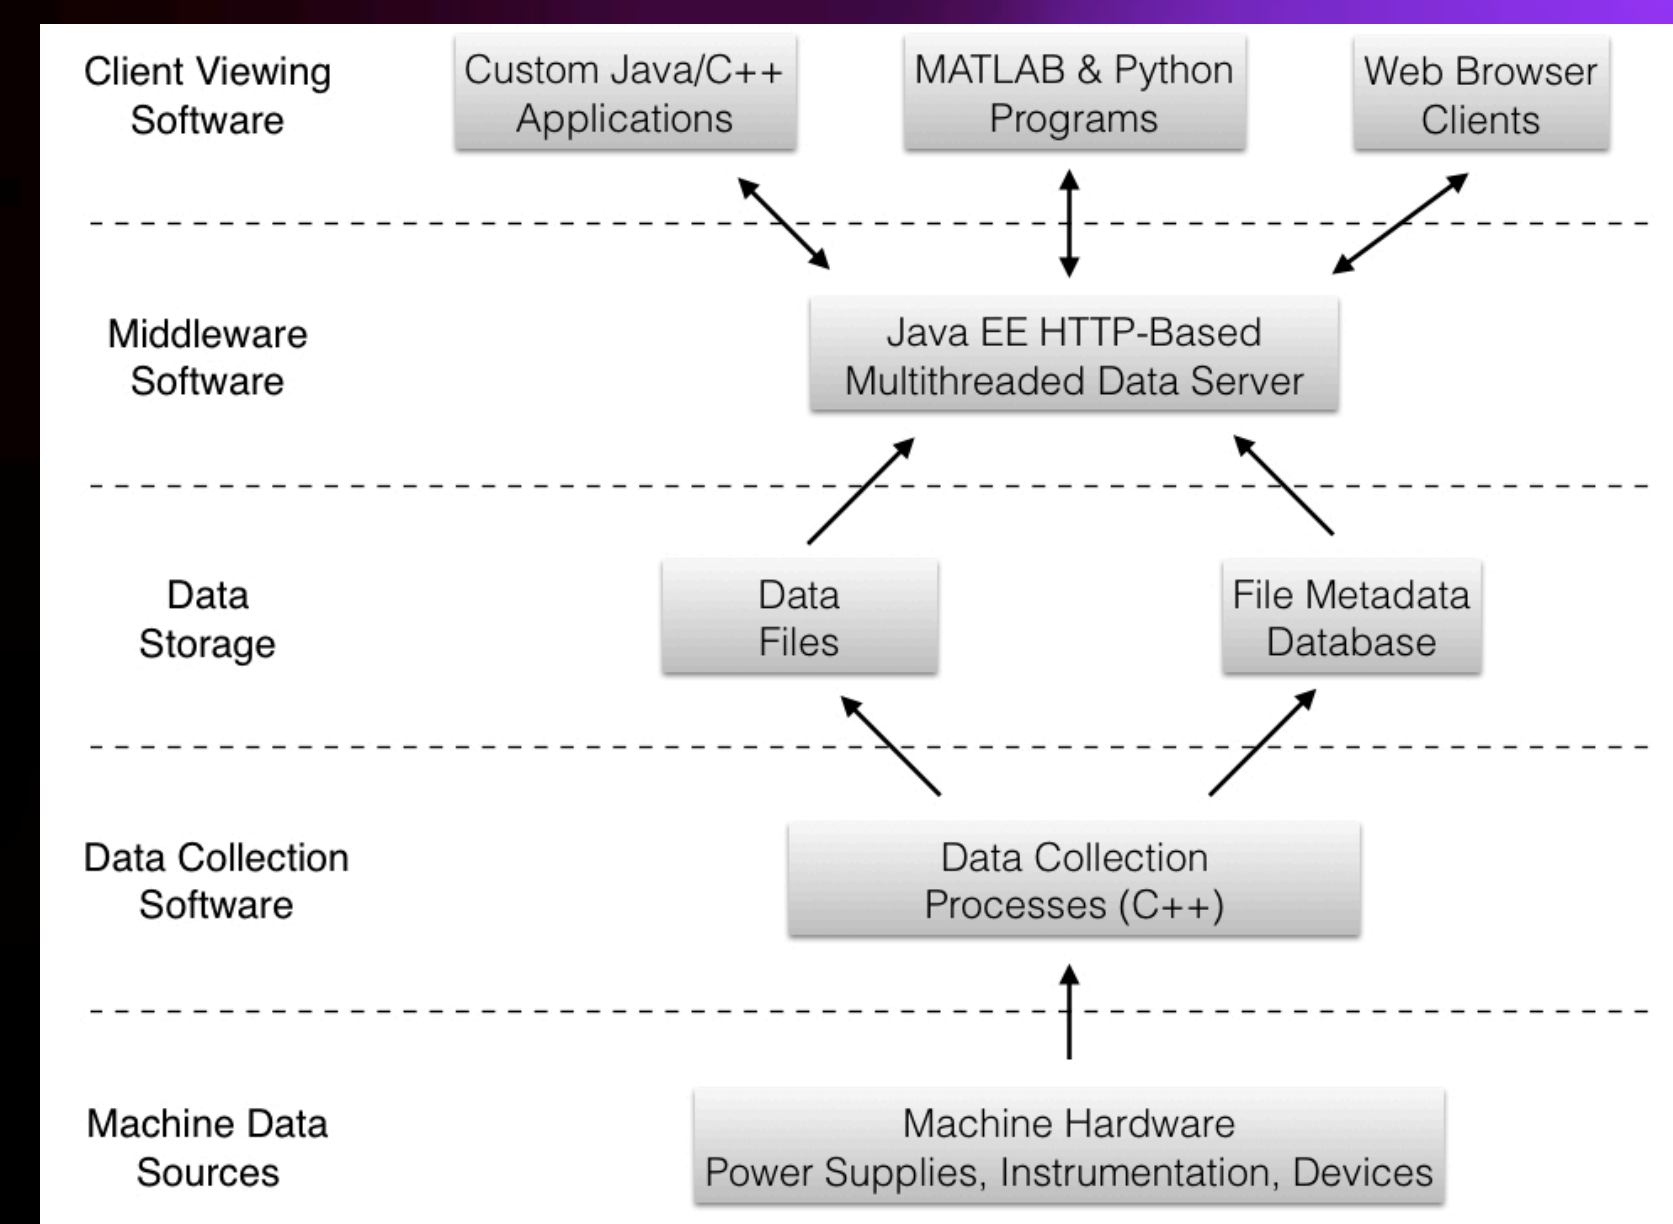 Client Viewing
Software
Custom Java/C++
Applications
MATLAB & Python
Programs
Web Browser
Clients
Middleware
Software
Java EE HTTP-Based
Multithreaded Data Server
Data
Storage
Data
Files
File Metadata
Database
Data Collection
Software
Data Collection
Processes (C++)
Machine Data
Sources
Machine Hardware
Power Supplies, Instrumentation, Devices